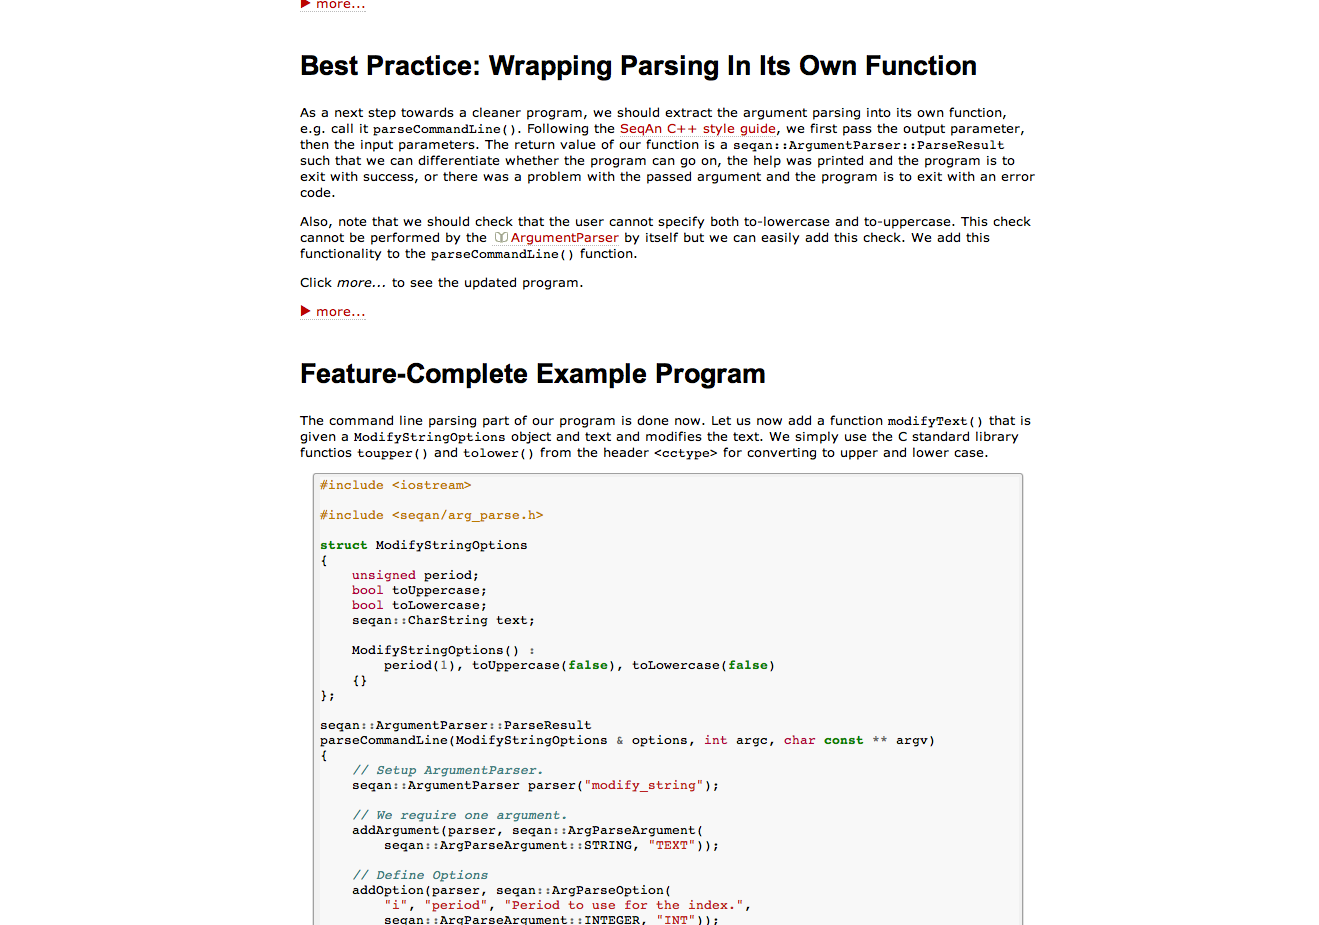 ▶ more...
Best Practice: Wrapping Parsing In Its Own Function
As a next step towards a cleaner program, we should extract the argument parsing into its own function,
e.g. call it parseCommandLine(). Following the SeqAn C++ style guide, we first pass the output parameter,
then the input parameters. The return value of our function is a seqan::ArgumentParser::ParseResult
such that we can differentiate whether the program can go on, the help was printed and the program is to
exit with success, or there was a problem with the passed argument and the program is to exit with an error
code.
Also, note that we should check that the user cannot specify both to-lowercase and to-uppercase. This check
cannot be performed by the ArgumentParser by itself but we can easily add this check. We add this
functionality to the parseCommandLine() function.
Click more... to see the updated program.
▶ more...
Feature-Complete Example Program
The command line parsing part of our program is done now. Let us now add a function modifyText() that is
given a ModifyStringOptions object and text and modifies the text. We simply use the C standard library
functios toupper() and tolower() from the header <cctype> for converting to upper and lower case.
#include <iostream>
#include <seqan/arg_parse.h>
struct ModifyStringOptions
{
    unsigned period;
    bool toUppercase;
    bool toLowercase;
    seqan::CharString text;
    ModifyStringOptions() :
        period(1), toUppercase(false), toLowercase(false)
    {}
};
seqan::ArgumentParser::ParseResult
parseCommandLine(ModifyStringOptions & options, int argc, char const ** argv)
{
    // Setup ArgumentParser.
    seqan::ArgumentParser parser("modify_string");
    // We require one argument.
    addArgument(parser, seqan::ArgParseArgument(
        seqan::ArgParseArgument::STRING, "TEXT"));
    // Define Options
    addOption(parser, seqan::ArgParseOption(
        "i", "period", "Period to use for the index.",
        seqan::ArgParseArgument::INTEGER, "INT"));